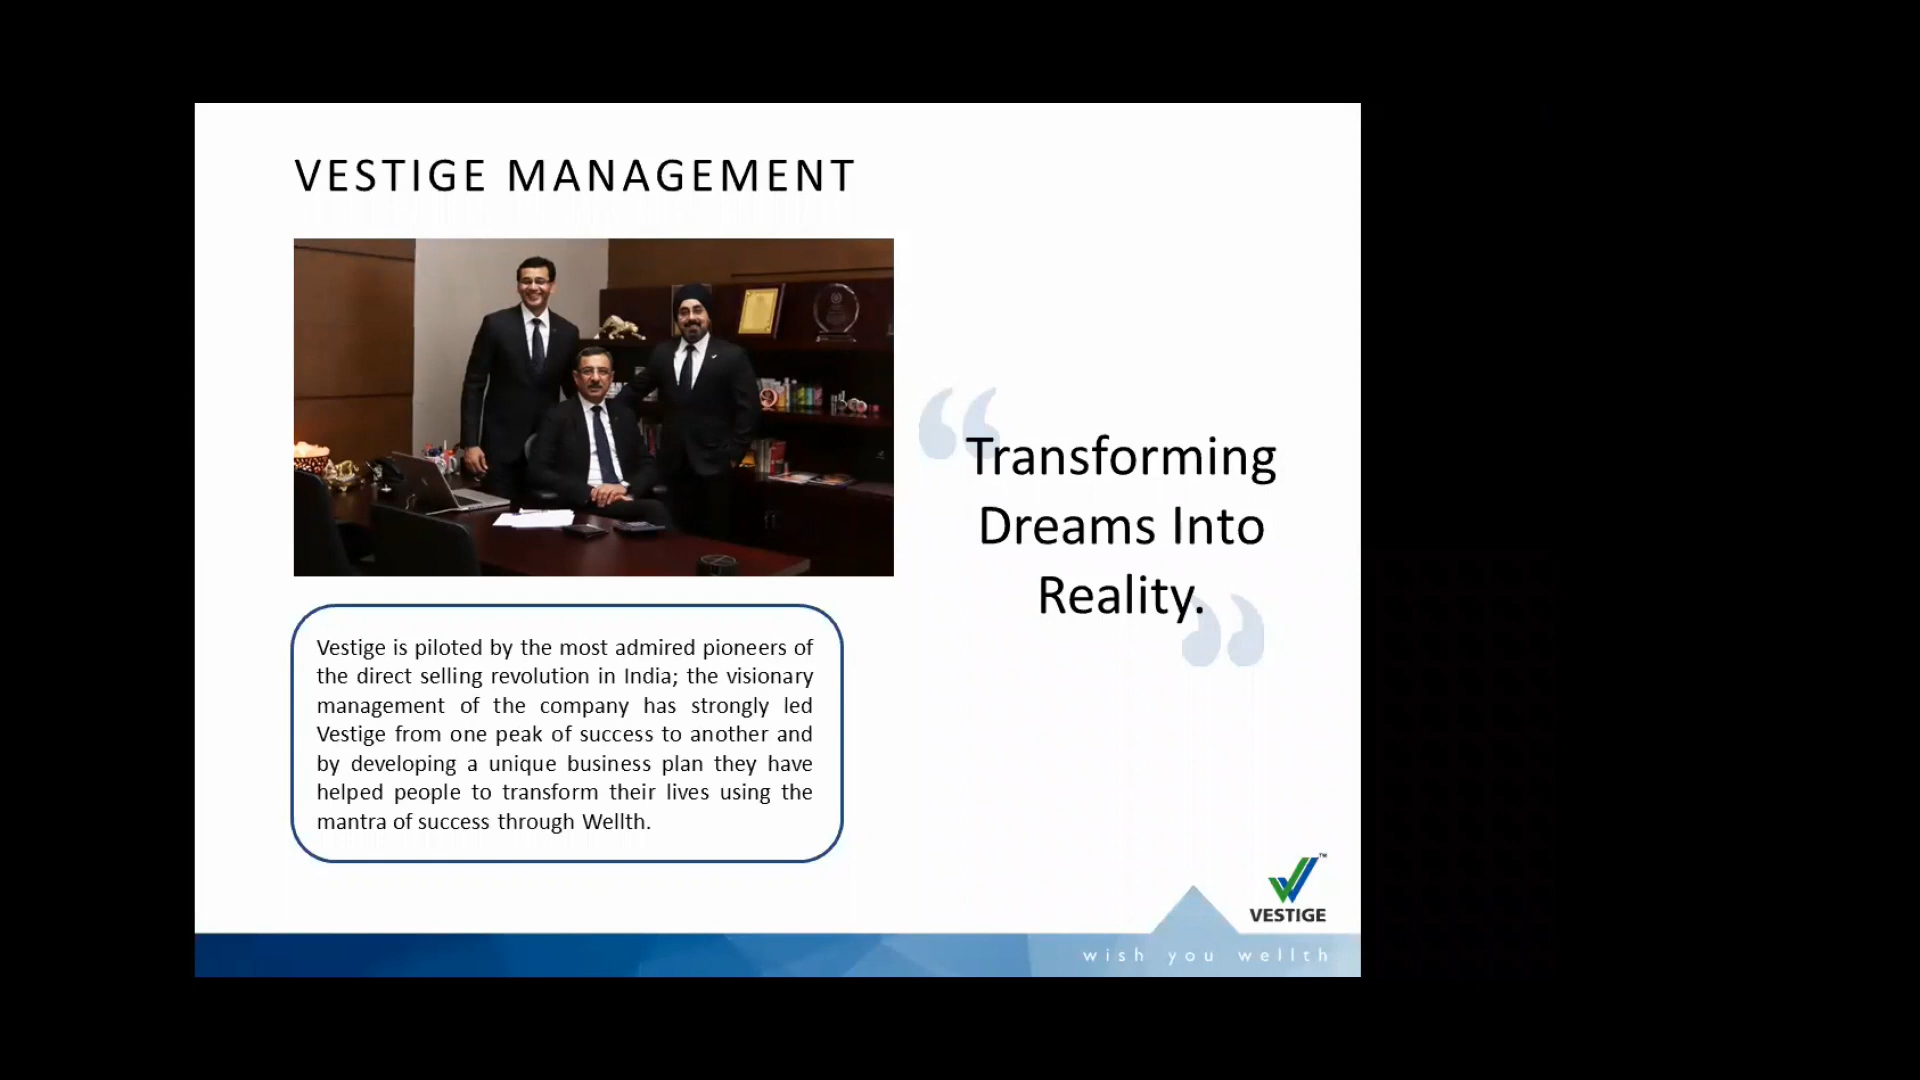 VESTIGE MANAGEMENT
Transforming
Dreams Into
Reality.
Vestige is piloted by the most admired pioneers of
the direct selling revolution in India; the visionary
management of the company has strongly led
Vestige from one peak of success to another and
by developing a unique business plan they have
helped people to transform their lives using the
mantra of success through Wellth.
TM
VESTIGE
wish you wellth